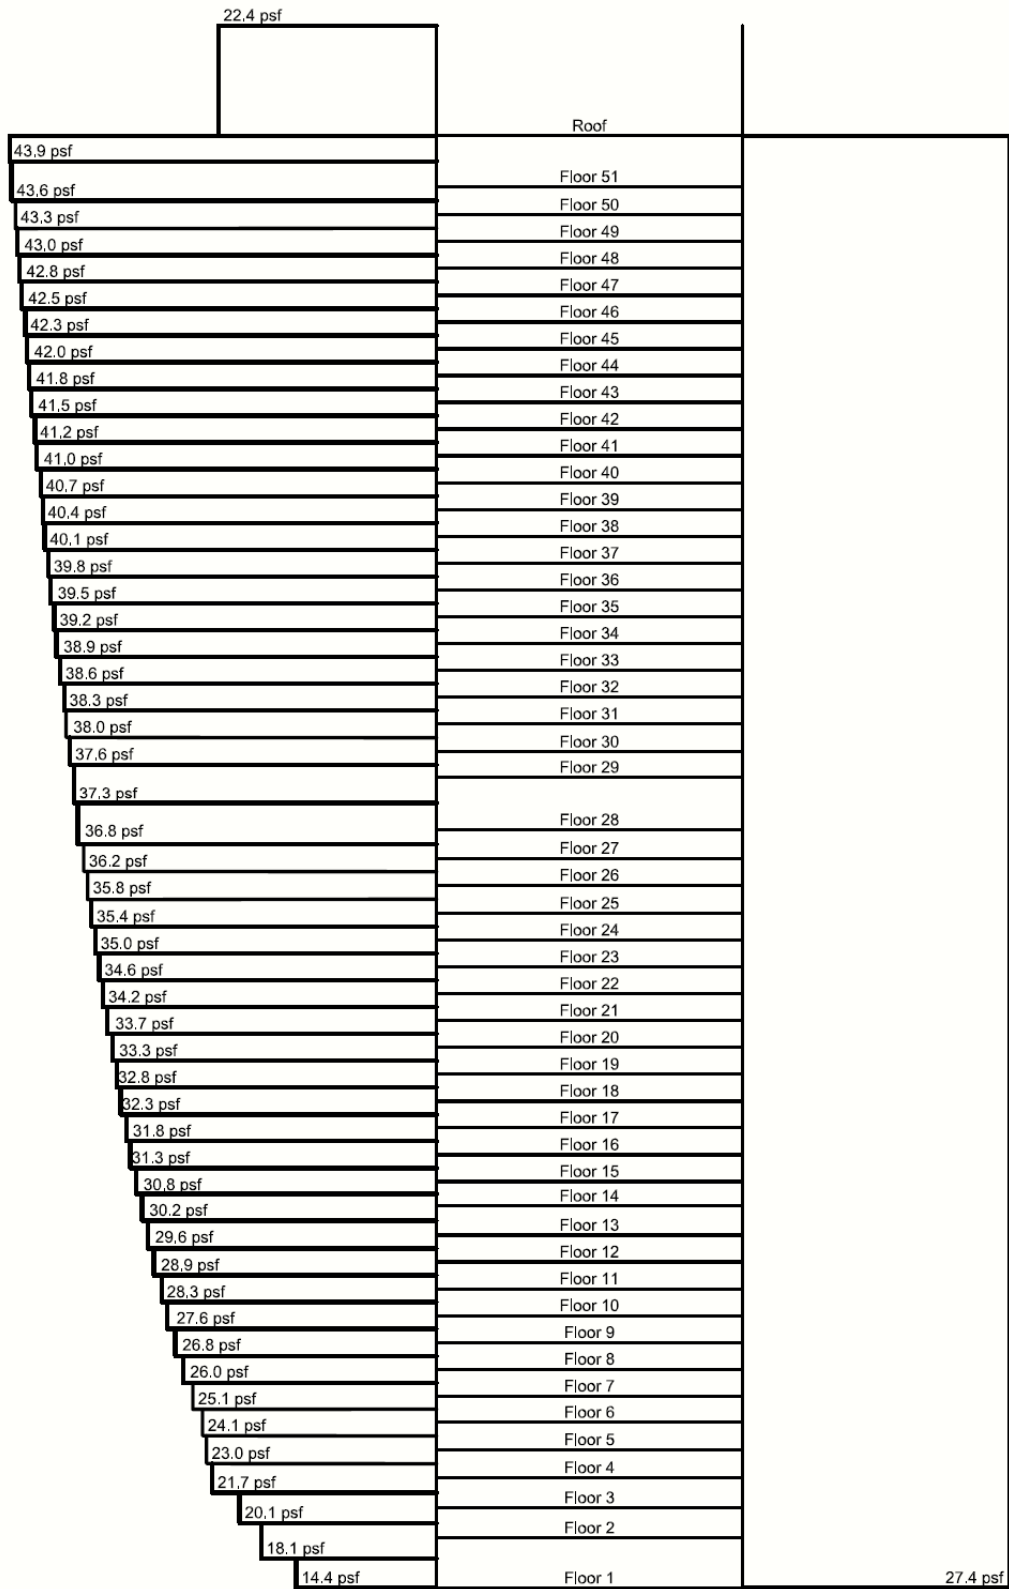 22.4 psf
Roof
43.9 psf
Floor 51
43.6 psf
Floor 50
43.3 psf
Floor 49
43.0 psf
Floor 48
42.8 psf
Floor 47
42.5 psf
Floor 46
42.3 psf
Floor 45
42.0 psf
Floor 44
41.8 psf
Floor 43
41.5 psf
Floor 42
41.2 psf
Floor 41
41.0 psf
Floor 40
40.7 psf
Floor 39
40.4 psf
Floor 38
40.1 psf
Floor 37
39.8 psf
Floor 36
39.5 psf
Floor 35
39.2 psf
Floor 34
38.9 psf
Floor 33
38.6 psf
Floor 32
38.3 psf
Floor 31
38.0 psf
Floor 30
37.6 psf
Floor 29
37.3 psf
Floor 28
36.8 psf
Floor 27
36.2 psf
Floor 26
35.8 psf
Floor 25
35.4 psf
Floor 24
35.0 psf
Floor 23
34.6 psf
Floor 22
34.2 psf
Floor 21
33.7 psf
Floor 20
33.3 psf
Floor 19
32.8 psf
Floor 18
32.3 psf
Floor 17
31.8 psf
Floor 16
31.3 psf
Floor 15
30.8 psf
Floor 14
30.2 psf
Floor 13
29.6 psf
Floor 12
28.9 psf
Floor 11
28.3 psf
Floor 10
27.6 psf
Floor 9
26.8 psf
Floor 8
26.0 psf
Floor 7
25.1 psf
Floor 6
24.1 psf
Floor 5
23.0 psf
Floor 4
21.7 psf
Floor 3
20.1 psf
Floor 2
18.1 psf
14.4 psf
Floor 1
27.4 psf